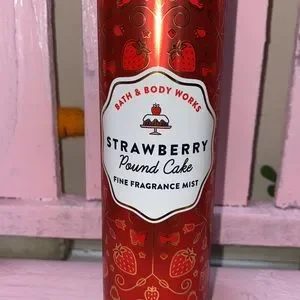 BATH & BODY WORKS
STRAWBERRY
Pound Cake
FINE FRAGRANCE MIST